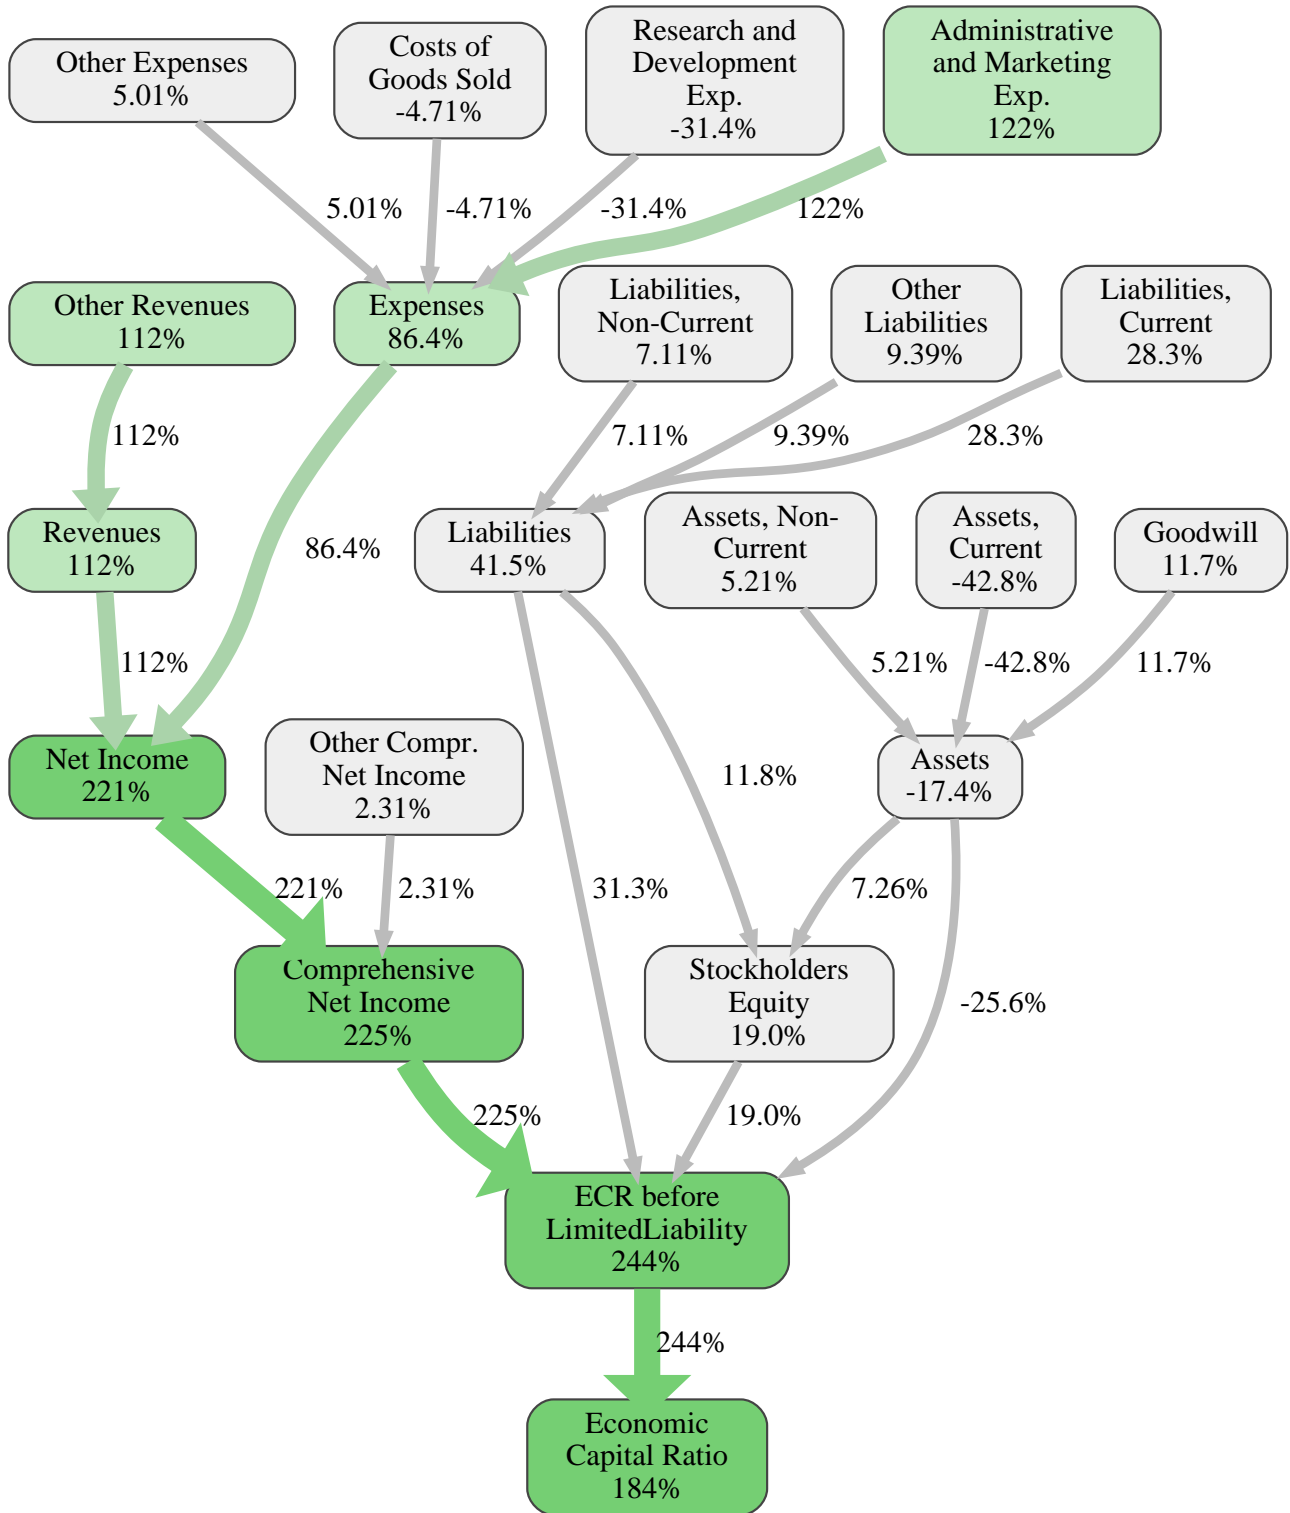 Other Expenses
5.01%
Costs of
Goods Sold
-4.71%
Research and
Development
Exp.
-31.4%
Administrative
and Marketing
Exp.
122%
5.01%
-4.71%
-31.4%
122%
Other Revenues
112%
Expenses
86.4%
Liabilities,
Non-Current
7.11%
Other
Liabilities
9.39%
Liabilities,
Current
28.3%
112%
7.11%
9.39%
28.3%
Revenues
112%
86.4%
Liabilities
41.5%
Assets, Non-
Current
5.21%
Assets,
Current
-42.8%
Goodwill
11.7%
112%
5.21%
-42.8%
11.7%
Net Income
221%
Other Compr.
Net Income
2.31%
11.8%
Assets
-17.4%
221%
2.31%
31.3%
7.26%
Comprehensive
Net Income
225%
Stockholders
Equity
19.0%
-25.6%
225%
19.0%
ECR before
LimitedLiability
244%
244%
Economic
Capital Ratio
184%